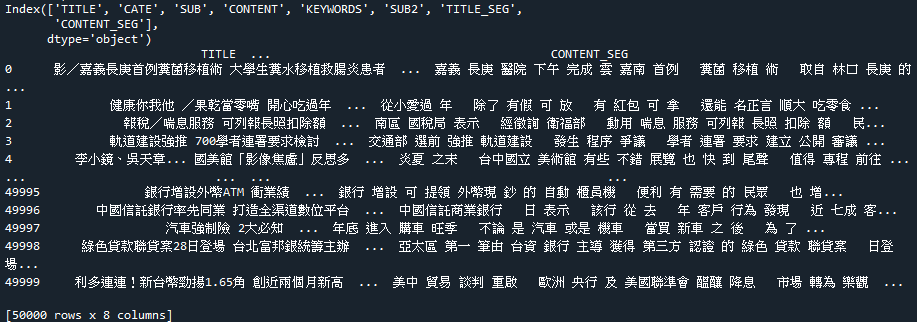 Index(['TITLE', 'CATE', 'SUB', 'CONTENT', 'KEYWORDS', 'SUB2', 'TITLE_SEG',
'CONTENT_SEG'],
dtype='object')
TITLE ... CONTENT_SEG
0 影／嘉義長庚首例糞菌移植術 大學生糞水移植救腸炎患者 ... 嘉義 長庚 醫院 下午 完成 雲 嘉南 首例 糞菌 移植 術 取自 林口 長庚 的
...
1 健康你我他 ／果乾當零嘴 開心吃過年 ... 從小愛過 年 除了 有假 可 放 有 紅包 可 拿 還能 名正言 順大 吃零食 ...
2 報稅／喘息服務 可列報長照扣除額 ... 南區 國稅局 表示 經徵詢 衛福部 動用 喘息 服務 可列報 長照 扣除 額 民...
3 軌道建設強推 700學者連署要求檢討 ... 交通部 選前 強推 軌道建設 發生 程序 爭議 學者 連署 要求 建立 公開 審議 ...
4 李小鏡、吳天章... 國美館「影像焦慮」反思多 ... 炎夏 之末 台中國立 美術館 有些 不錯 展覽 也 快 到 尾聲 值得 專程 前往 ...
... ... ... ...
49995 銀行增設外幣ATM 衝業績 ... 銀行 增設 可 提領 外幣現 鈔 的 自動 櫃員機 便利 有 需要 的 民眾 也 增...
49996 中國信託銀行率先同業 打造全渠道數位平台 ... 中國信託商業銀行 日 表示 該行 從 去 年 客戶 行為 發現 近 七成 客...
49997 汽車強制險 2大必知 ... 年底 進入 購車 旺季 不論 是 汽車 或是 機車 當買 新車 之 後 為 了 ...
49998 綠色貸款聯貸案28日登場 台北富邦銀統籌主辦 ... 亞太區 第一 筆由 台資 銀行 主導 獲得 第三方 認證 的 綠色 貸款 聯貸案 日登
場...
49999 利多連連！新台幣勁揚1.65角 創近兩個月新高 ... 美中 貿易 談判 重啟 歐洲 央行 及 美國聯準會 醞釀 降息 市場 轉為 樂觀 ...
[50000 rows x 8 columns]